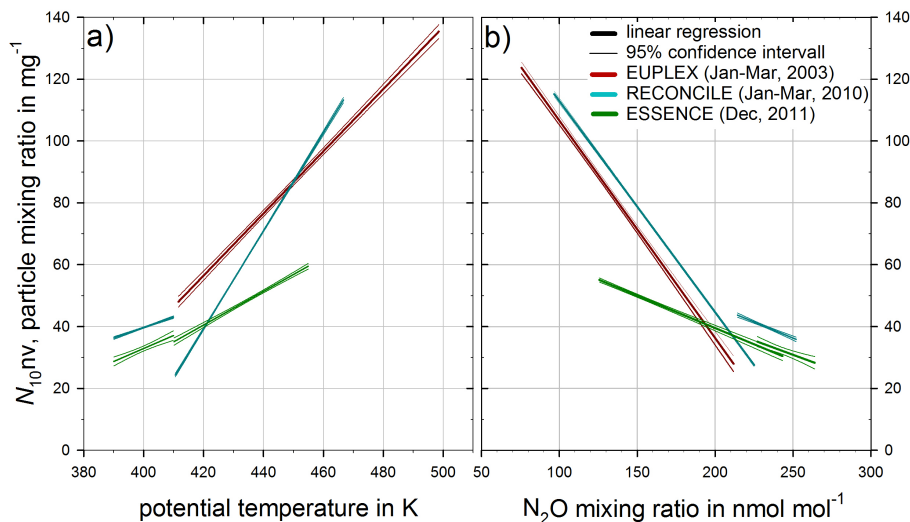 a)
b)
linear regression
95% confidence intervall
EUPLEX (Jan-Mar, 2003)
RECONCILE (Jan-Mar, 2010)
ESSENCE (Dec, 2011)
N10nv, particle mixing ratio in mg-1
140 140
120 120
100 100
80 80
60 60
40 40
20 20
0 0
380 400 420 440 460 480 500
50 100 150 200 250 300
potential temperature in K
N2O mixing ratio in nmol mol-1